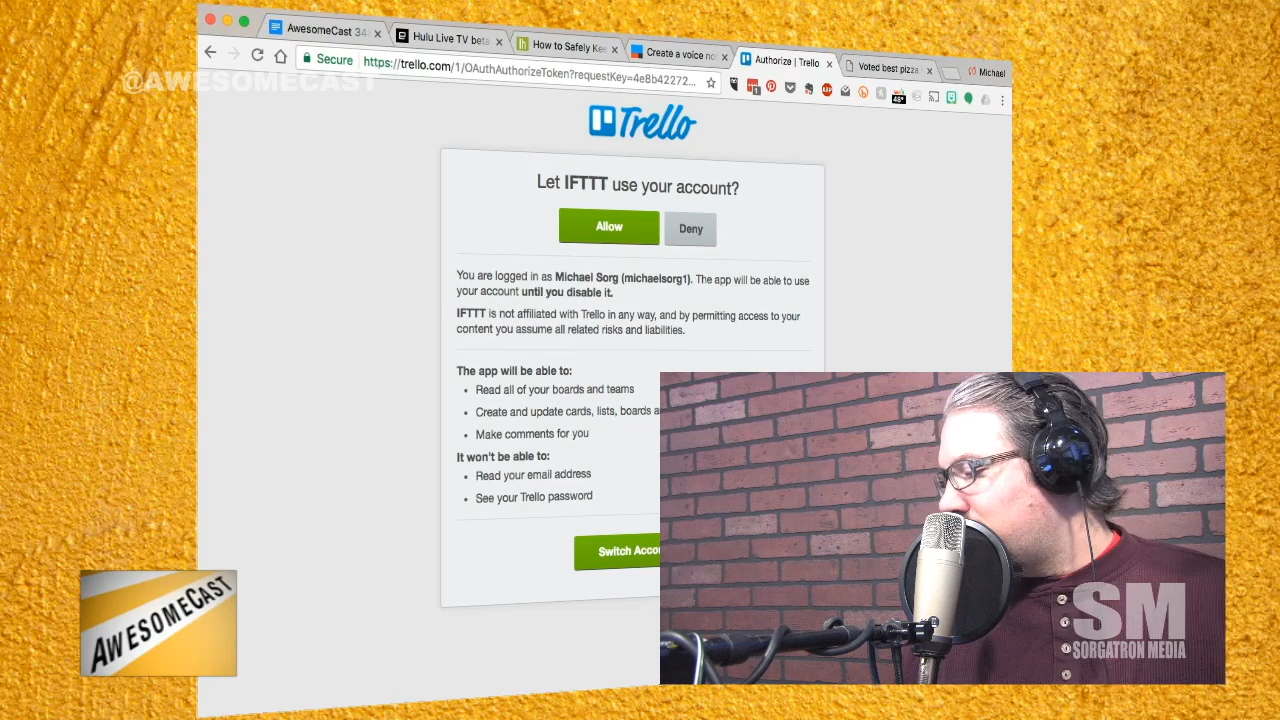 AwesomeCast 34
Hulu Live TV beta
How to Safely Kee
Create a voice no
Authorize | Trello
Voted best pizza
Michael
Secure
https://trello.com/1/OAuthAuthorizeToken?requestKey=4e8b42272...
@AWESOMECAST
Trello
Let IFTTT use your account?
Allow
Deny
You are logged in as Michael Sorg (michaelsorg1). The app will be able to use
your account until you disable it.
IFTTT is not affiliated with Trello in any way, and by permitting access to your
content you assume all related risks and liabilities.
The app will be able to:
• Read all of your boards and teams
• Create and update cards, lists, boards a
• Make comments for you
It won't be able to:
• Read your email address
• See your Trello password
Switch Accou
AWESOMECAST
SM
SORGATRON MEDIA